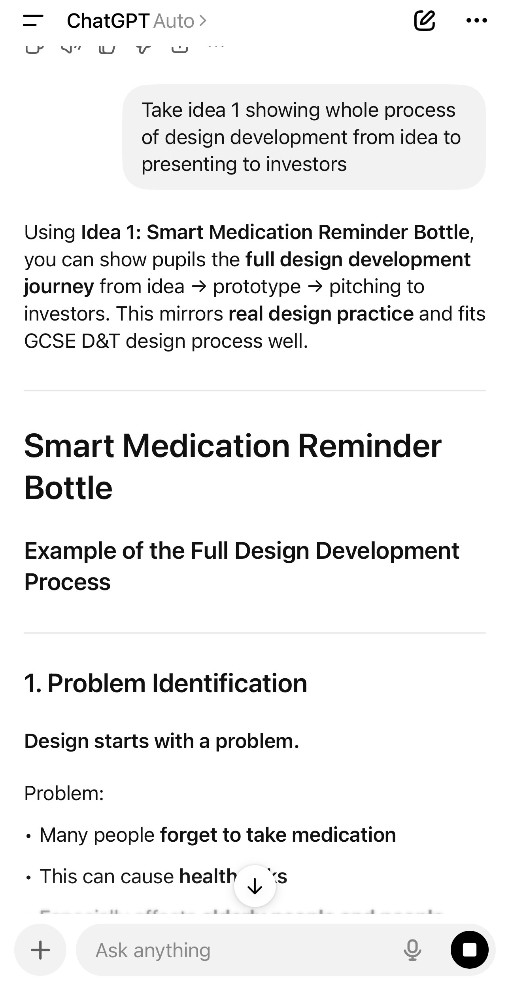 ChatGPT Auto >
Take idea 1 showing whole process
of design development from idea to
presenting to investors
Using Idea 1: Smart Medication Reminder Bottle,
you can show pupils the full design development
journey from idea → prototype → pitching to
investors. This mirrors real design practice and fits
GCSE D&T design process well.
Smart Medication Reminder
Bottle
Example of the Full Design Development
Process
1. Problem Identification
Design starts with a problem.
Problem:
• Many people forget to take medication
• This can cause health
Ask anything